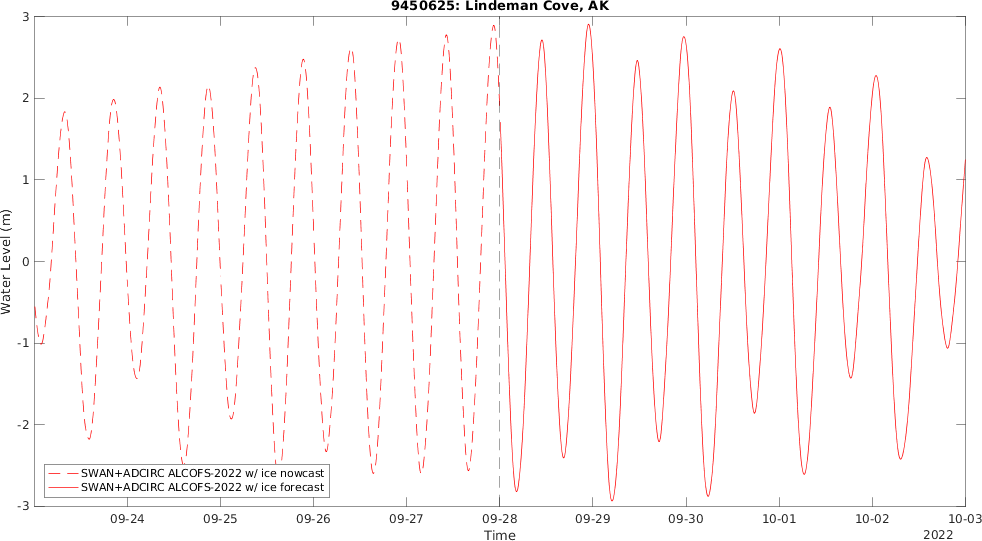 9450625: Lindeman Cove, AK
3
2
1
0
-1
-2
-3
Water Level (m)
SWAN+ADCIRC ALCOFS-2022 w/ ice nowcast
SWAN+ADCIRC ALCOFS-2022 w/ ice forecast
09-24 09-25 09-26 09-27 09-28 09-29 09-30 10-01 10-02 10-03
Time
2022